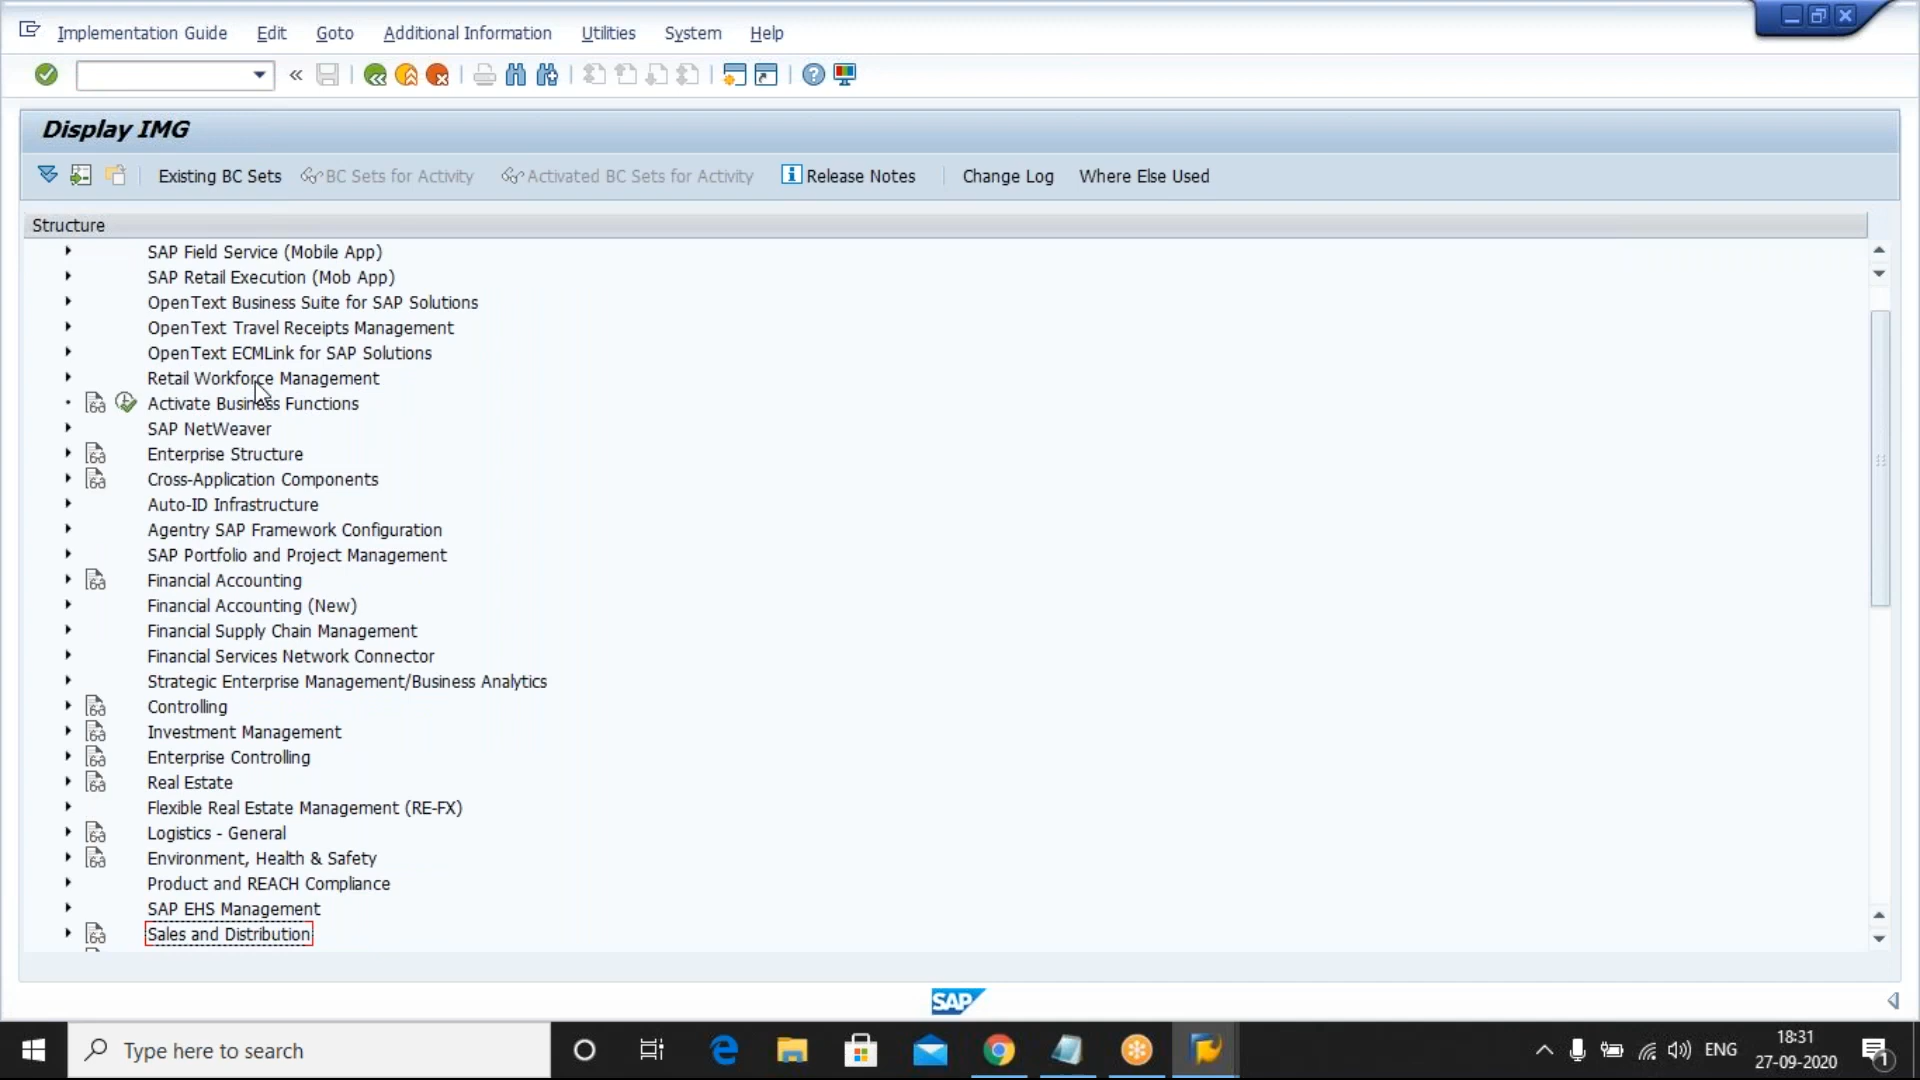 Implementation Guide Edit Goto Additional Information Utilities System Help
Display IMG
Existing BC Sets BC Sets for Activity Activated BC Sets for Activity Release Notes Change Log Where Else Used
Structure
SAP Field Service (Mobile App)
SAP Retail Execution (Mob App)
OpenText Business Suite for SAP Solutions
OpenText Travel Receipts Management
OpenText ECMLink for SAP Solutions
Retail Workforce Management
Activate Business Functions
SAP NetWeaver
Enterprise Structure
Cross-Application Components
Auto-ID Infrastructure
Agentry SAP Framework Configuration
SAP Portfolio and Project Management
Financial Accounting
Financial Accounting (New)
Financial Supply Chain Management
Financial Services Network Connector
Strategic Enterprise Management/Business Analytics
Controlling
Investment Management
Enterprise Controlling
Real Estate
Flexible Real Estate Management (RE-FX)
Logistics - General
Environment, Health & Safety
Product and REACH Compliance
SAP EHS Management
Sales and Distribution
SAP
Type here to search
ENG
18:31
27-09-2020
1